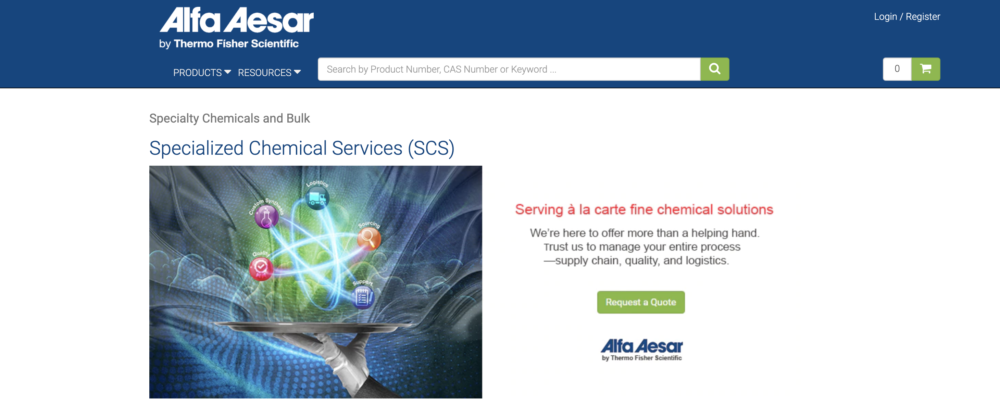 Alfa Aesar
by Thermo Fisher Scientific
Login / Register
PRODUCTS RESOURCES
Search by Product Number, CAS Number or Keyword ...
0
Specialty Chemicals and Bulk
Specialized Chemical Services (SCS)
Logistics
Custom Synthesis
Sourcing
Quality
Support
Serving à la carte fine chemical solutions
We're here to offer more than a helping hand.
Trust us to manage your entire process
—supply chain, quality, and logistics.
Request a Quote
Alfa Aesar
by Thermo Fisher Scientific